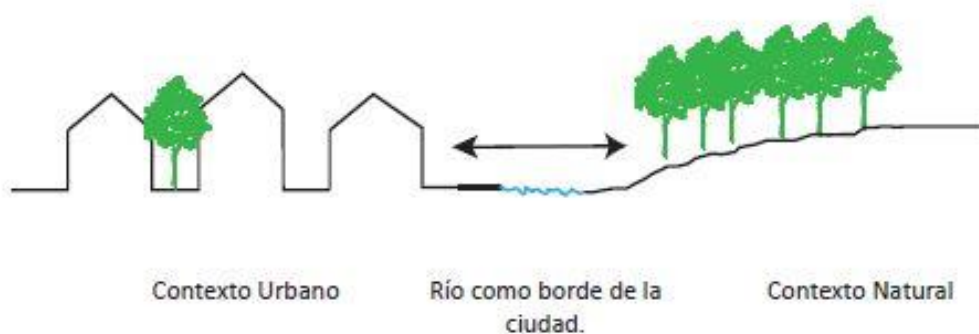 Contexto Urbano
Río como borde de la
ciudad.
Contexto Natural